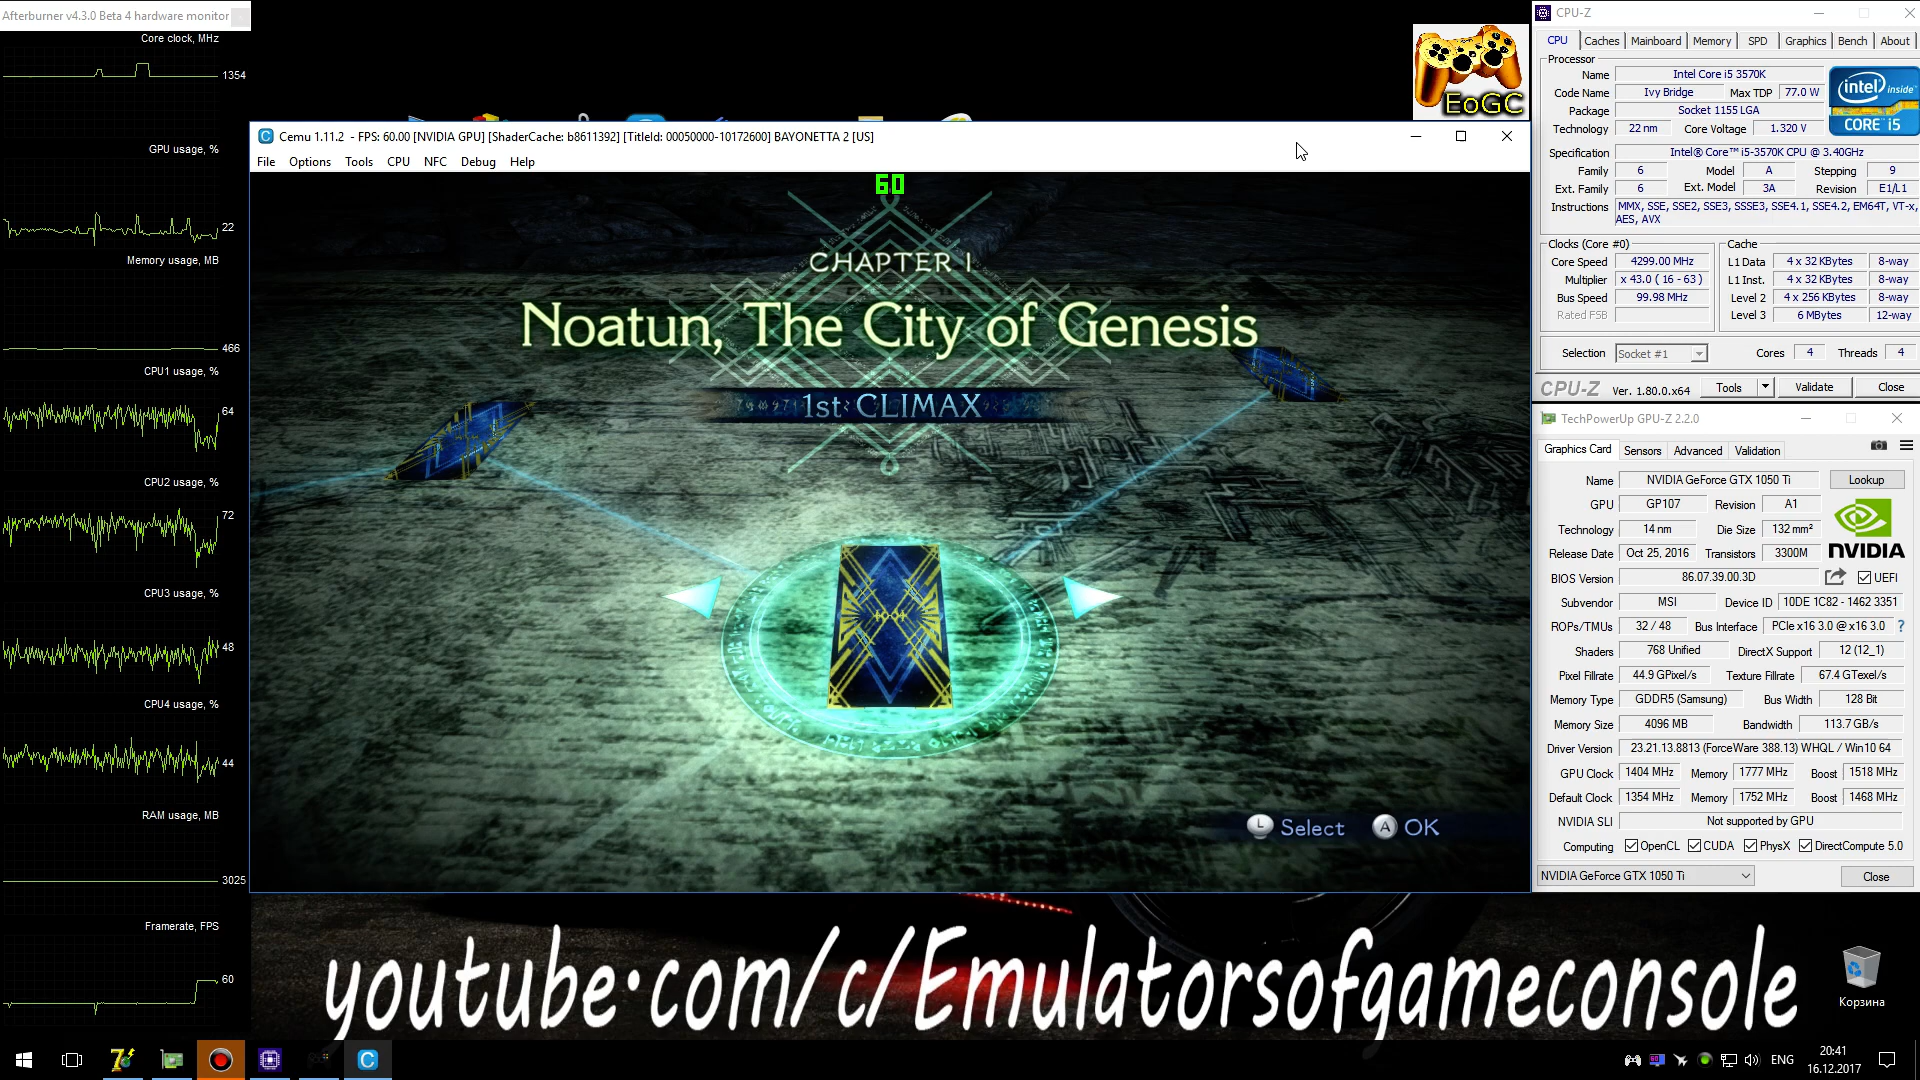 Afterburner v4.3.0 Beta 4 hardware monitor
Core clock, MHz
1354
GPU usage, %
22
Memory usage, MB
466
CPU1 usage, %
64
CPU2 usage, %
72
CPU3 usage, %
48
CPU4 usage, %
44
RAM usage, MB
3025
Framerate, FPS
60
EoGC
Cemu 1.11.2 - FPS: 60.00 [NVIDIA GPU] [ShaderCache: b8611392] [TitleId: 00050000-10172600] BAYONETTA 2 [US]
File Options Tools CPU NFC Debug Help
60
CHAPTER I
Noatun, The City of Genesis
1st CLIMAX
L Select A OK
CPU-Z
CPU Caches Mainboard Memory SPD Graphics Bench About
Processor
Name Intel Core i5 3570K
Code Name Ivy Bridge Max TDP 77.0 W
Package Socket 1155 LGA
Technology 22 nm Core Voltage 1.320 V
intel inside™
CORE i5
Specification Intel® Core™ i5-3570K CPU @ 3.40GHz
Family 6 Model A Stepping 9
Ext. Family 6 Ext. Model 3A Revision E1/L1
Instructions MMX, SSE, SSE2, SSE3, SSSE3, SSE4.1, SSE4.2, EM64T, VT-x,
AES, AVX
Clocks (Core #0) Cache
Core Speed 4299.00 MHz L1 Data 4 x 32 KBytes 8-way
Multiplier x 43.0 ( 16 - 63 ) L1 Inst. 4 x 32 KBytes 8-way
Bus Speed 99.98 MHz Level 2 4 x 256 KBytes 8-way
Rated FSB Level 3 6 MBytes 12-way
Selection Socket #1 Cores 4 Threads 4
CPU-Z Ver. 1.80.0.x64 Tools Validate Close
TechPowerUp GPU-Z 2.2.0
Graphics Card Sensors Advanced Validation
Name NVIDIA GeForce GTX 1050 Ti Lookup
GPU GP107 Revision A1
Technology 14 nm Die Size 132 mm²
Release Date Oct 25, 2016 Transistors 3300M
NVIDIA
BIOS Version 86.07.39.00.3D UEFI
Subvendor MSI Device ID 10DE 1C82 - 1462 3351
ROPs/TMUs 32 / 48 Bus Interface PCIe x16 3.0 @ x16 3.0 ?
Shaders 768 Unified DirectX Support 12 (12_1)
Pixel Fillrate 44.9 GPixel/s Texture Fillrate 67.4 GTexel/s
Memory Type GDDR5 (Samsung) Bus Width 128 Bit
Memory Size 4096 MB Bandwidth 113.7 GB/s
Driver Version 23.21.13.8813 (ForceWare 388.13) WHQL / Win10 64
GPU Clock 1404 MHz Memory 1777 MHz Boost 1518 MHz
Default Clock 1354 MHz Memory 1752 MHz Boost 1468 MHz
NVIDIA SLI Not supported by GPU
Computing OpenCL CUDA PhysX DirectCompute 5.0
NVIDIA GeForce GTX 1050 Ti Close
youtube.com/c/Emulatorsofgameconsole
Корзина
ENG
20:41
16.12.2017